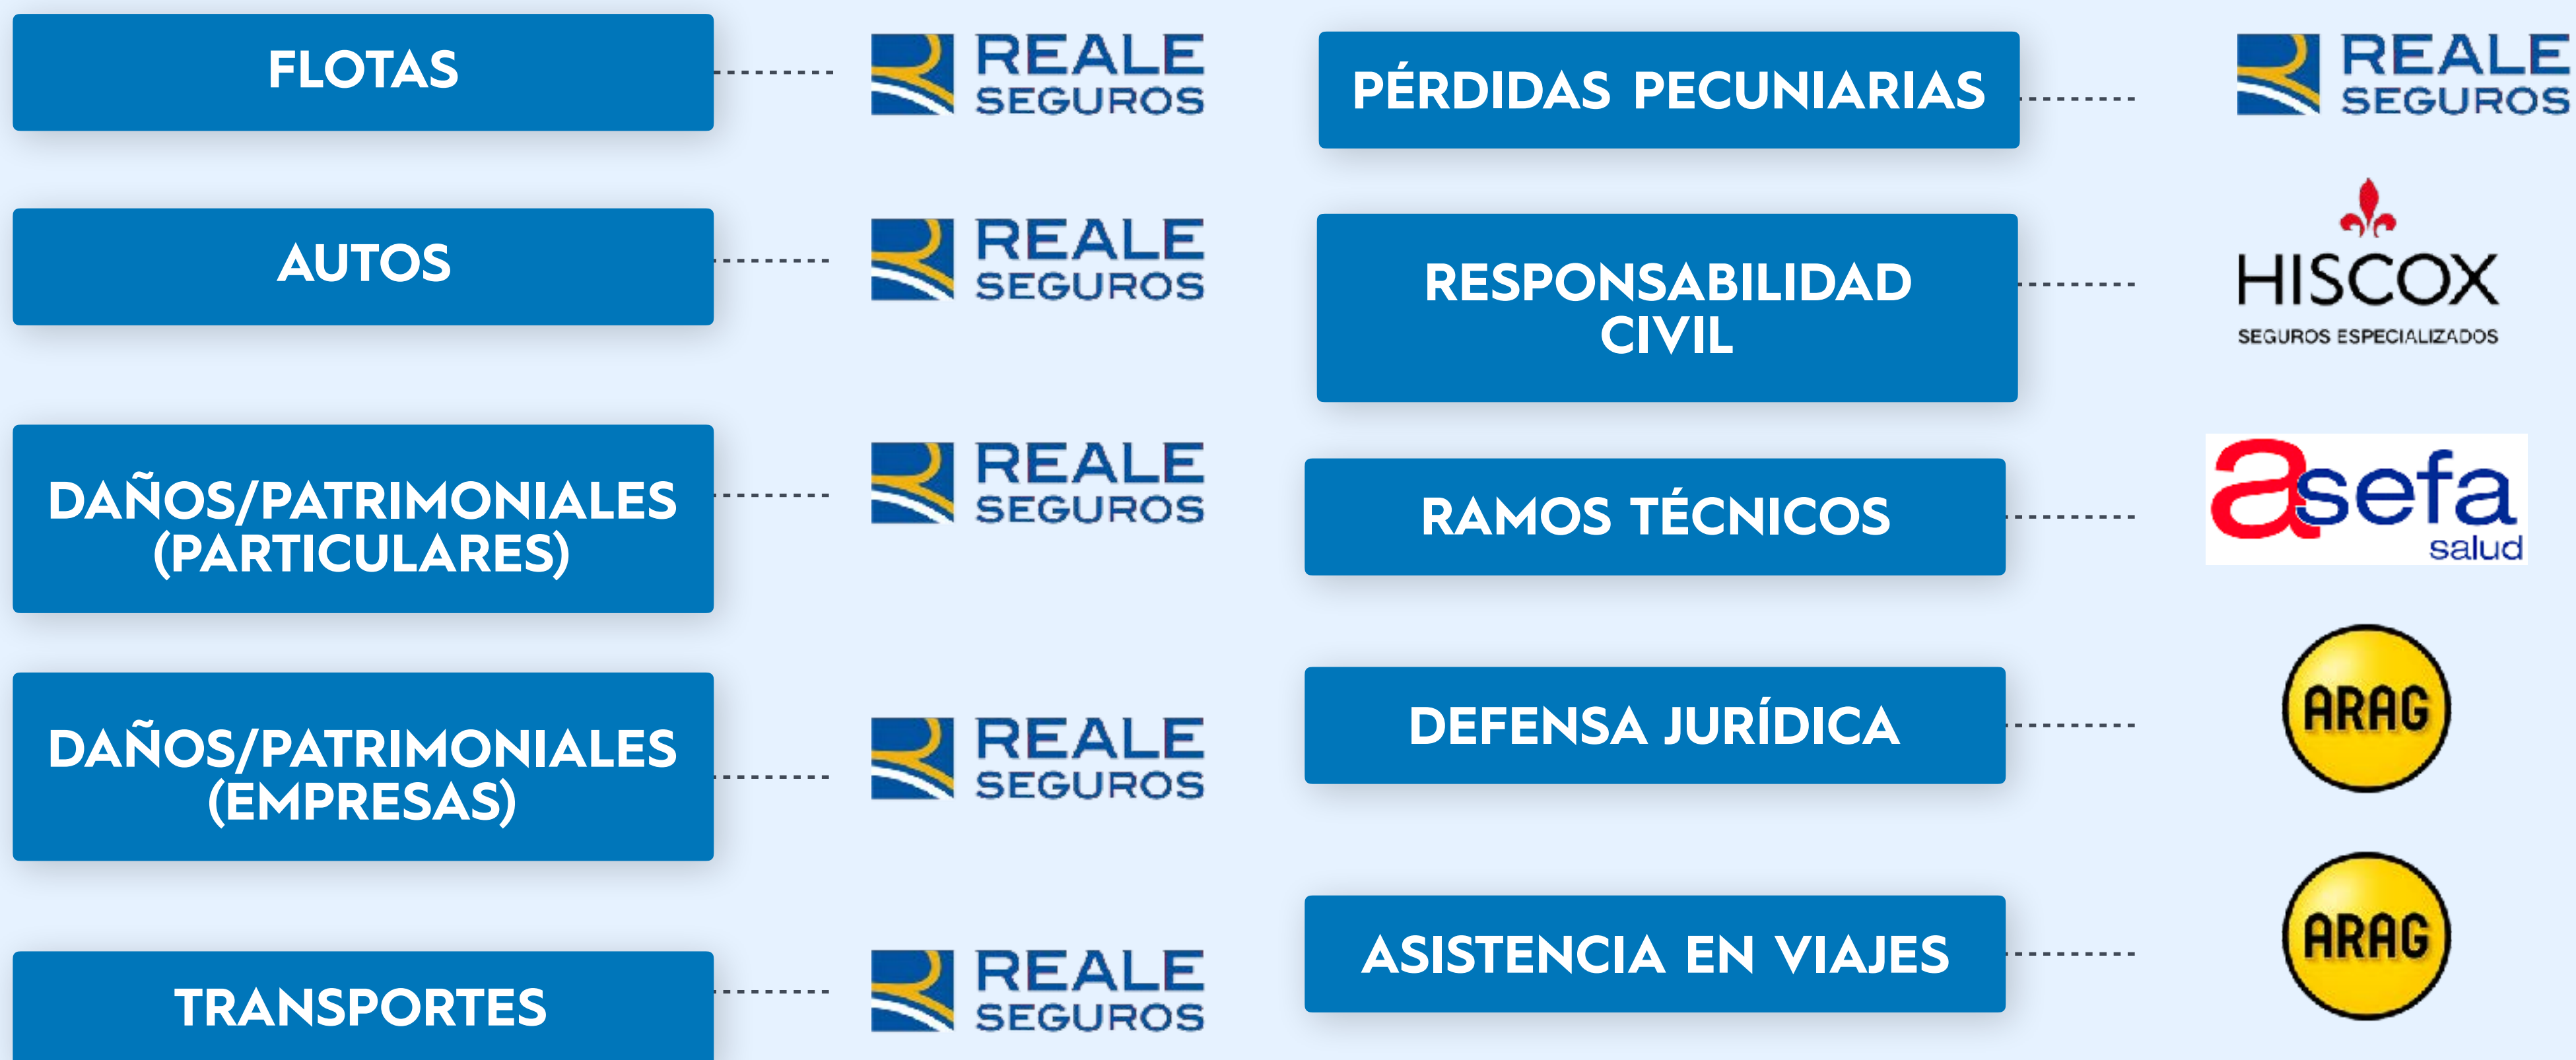 FLOTAS
REALE
SEGUROS
AUTOS
REALE
SEGUROS
DAÑOS/PATRIMONIALES
(PARTICULARES)
REALE
SEGUROS
DAÑOS/PATRIMONIALES
(EMPRESAS)
REALE
SEGUROS
TRANSPORTES
REALE
SEGUROS
PÉRDIDAS PECUNIARIAS
REALE
SEGUROS
RESPONSABILIDAD
CIVIL
HISCOX
SEGUROS ESPECIALIZADOS
RAMOS TÉCNICOS
asefa
salud
DEFENSA JURÍDICA
ARAG
ASISTENCIA EN VIAJES
ARAG